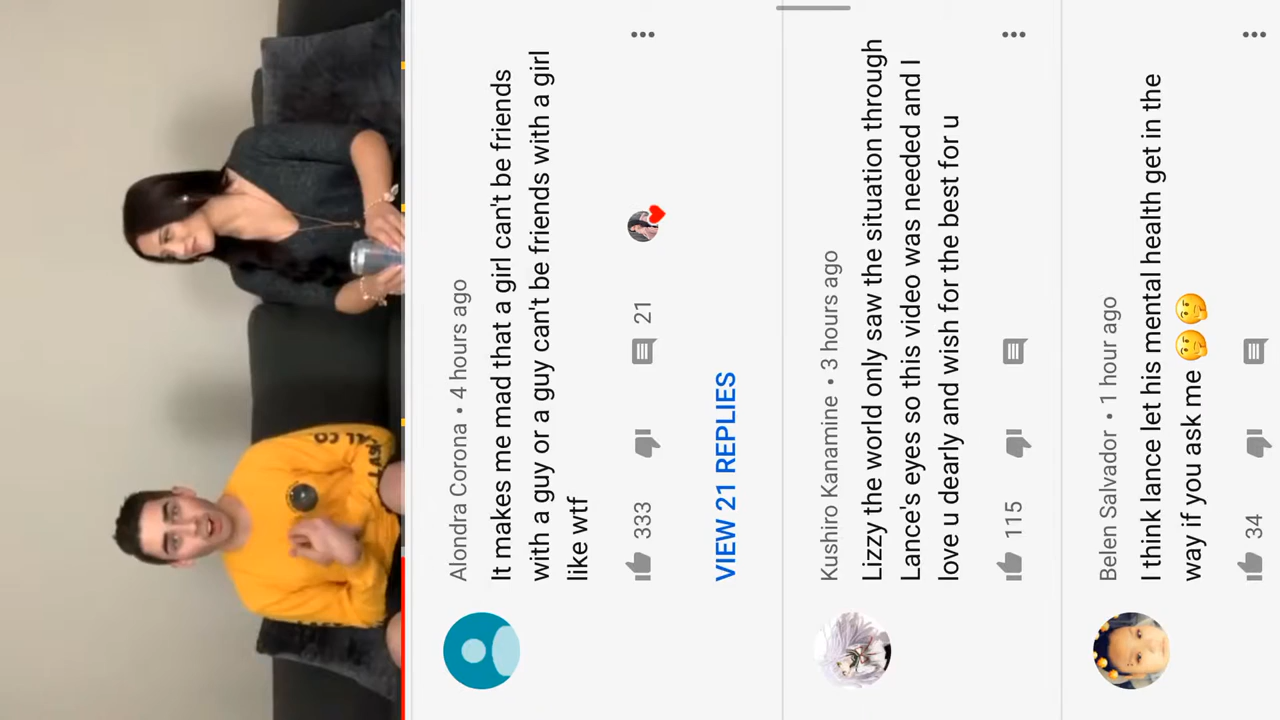 Alondra Corona • 4 hours ago
It makes me mad that a girl can't be friends
with a guy or a guy can't be friends with a girl
like wtf
333 21
VIEW 21 REPLIES
Kushiro Kanamine • 3 hours ago
Lizzy the world only saw the situation through
Lance's eyes so this video was needed and I
love u dearly and wish for the best for u
115
Belen Salvador • 1 hour ago
I think lance let his mental health get in the
way if you ask me 🤔🤔
34